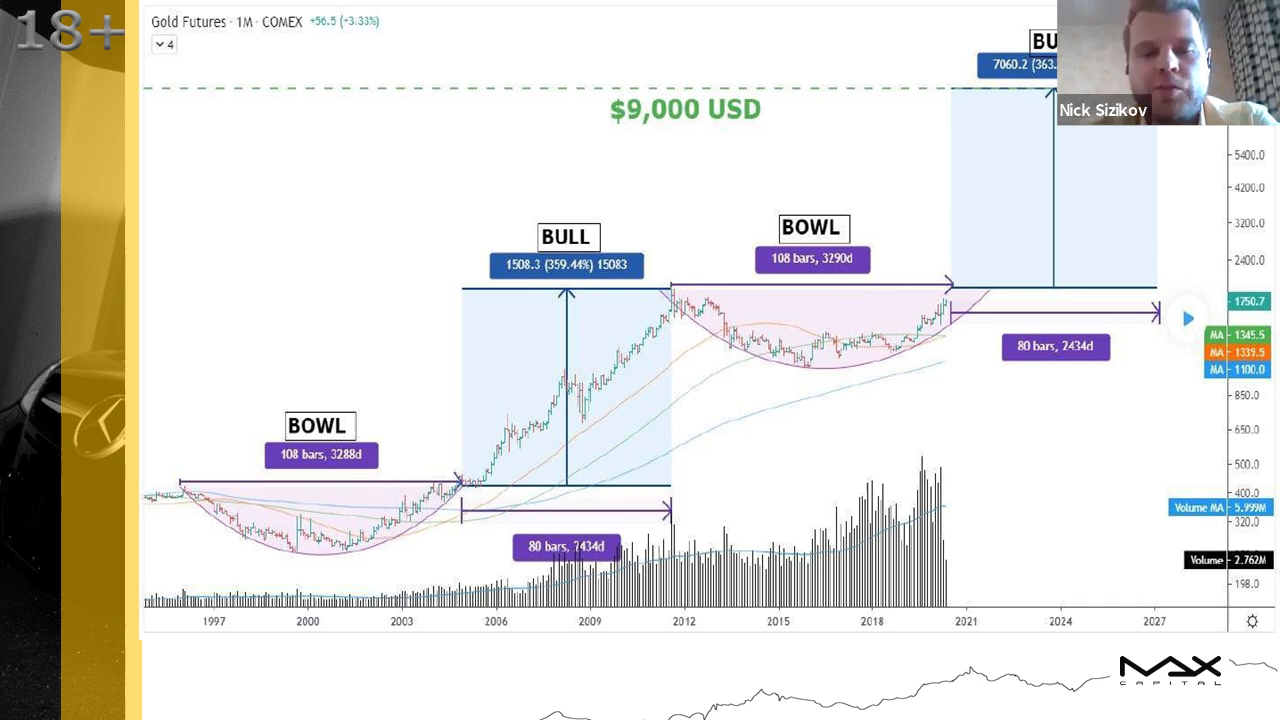 18+
Gold Futures · 1M · COMEX +56.5 (+3.33%)
4
BU
7060.2 (363.
Nick Sizikov
$9,000 USD
5400.0
4200.0
3200.0
2400.0
BULL
1508.3 (359.44%) 15083
BOWL
108 bars, 3290d
1750.7
MA 1345.5
MA 1339.5
MA 1100.0
80 bars, 2434d
850.0
650.0
500.0
400.0
320.0
BOWL
108 bars, 3288d
80 bars, 2434d
Volume MA 5.999M
Volume 2.762M
198.0
1997 2000 2003 2006 2009 2012 2015 2018 2021 2024 2027
MAX
CAPITAL